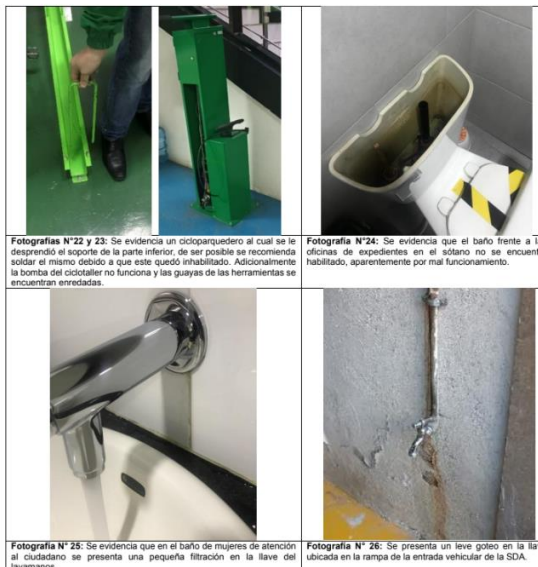 Fotografías N°22 y 23: Se evidencia un cicloparquedero al cual se le
desprendió el soporte de la parte inferior, de ser posible se recomienda
soldar el mismo debido a que este quedó inhabilitado. Adicionalmente
la bomba del ciclotaller no funciona y las guayas de las herramientas se
encuentran enredadas.
Fotografía N°24: Se evidencia que el baño frente a l
oficinas de expedientes en el sótano no se encuent
habilitado, aparentemente por mal funcionamiento.
Fotografía N° 25: Se evidencia que en el baño de mujeres de atención
al ciudadano se presenta una pequeña filtración en la llave del
lavamanos
Fotografía N° 26: Se presenta un leve goteo en la lla
ubicada en la rampa de la entrada vehicular de la SDA.